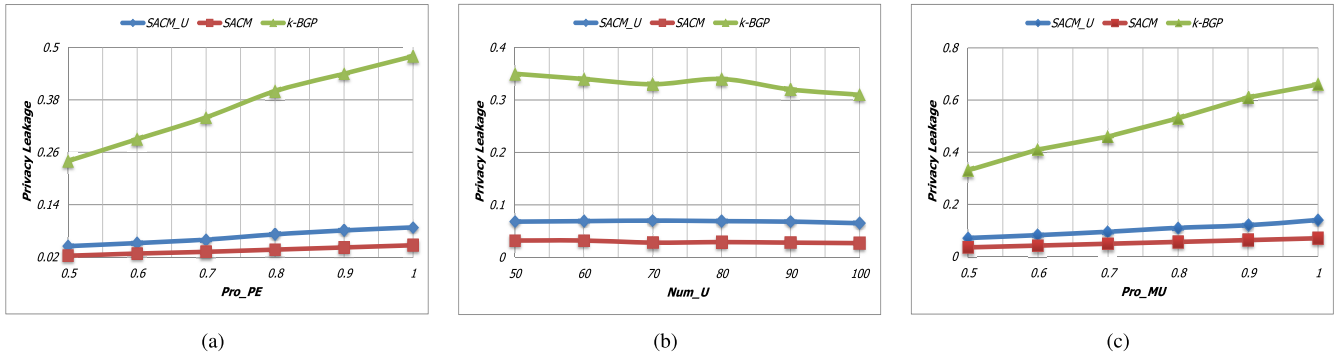 SACM_U SACM k-BGP
0.5
0.38
0.26
0.14
0.02
Privacy Leakage
0.5 0.6 0.7 0.8 0.9 1
Pro_PE
(a)
SACM_U SACM k-BGP
0.4
0.3
0.2
0.1
0
Privacy Leakage
50 60 70 80 90 100
Num_U
(b)
SACM_U SACM k-BGP
0.8
0.6
0.4
0.2
0
Privacy Leakage
0.5 0.6 0.7 0.8 0.9 1
Pro_MU
(c)